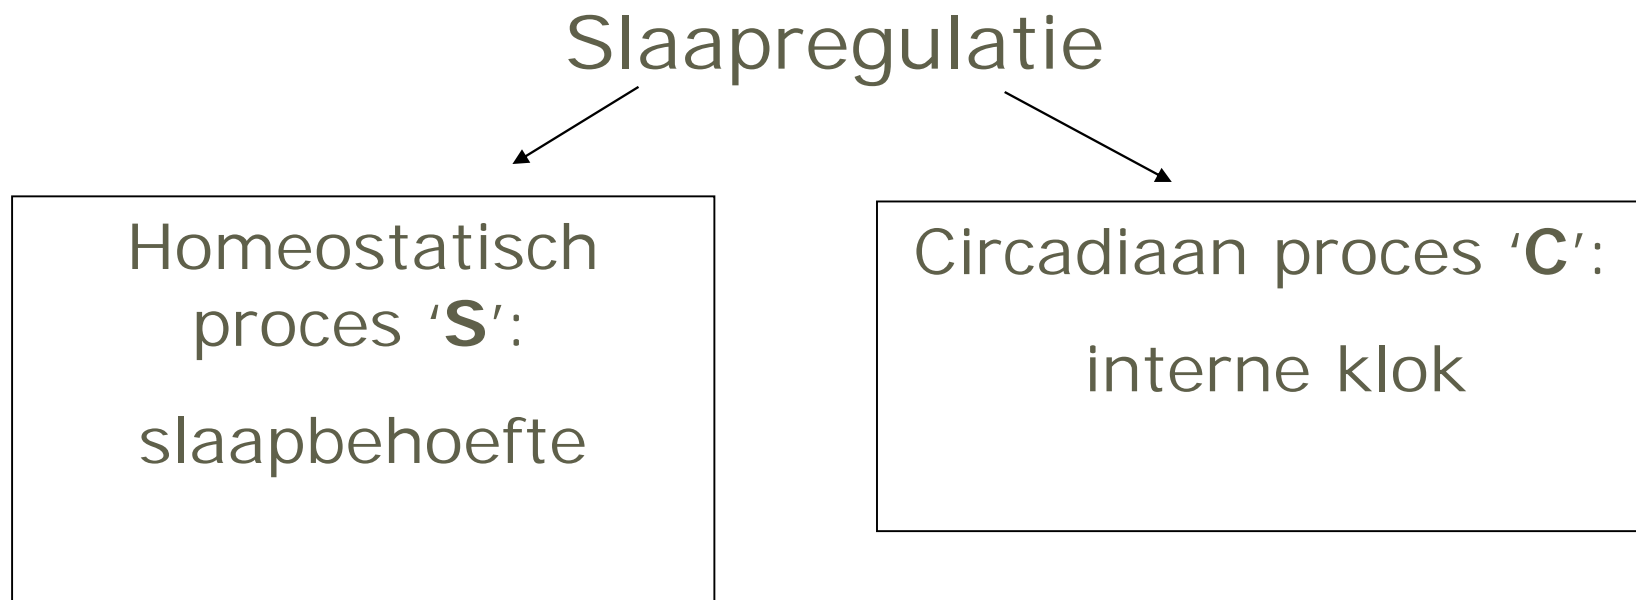 Slaapregulatie
Homeostatisch
proces ‘S’:
slaapbehoefte
Circadiaan proces ‘C’:
interne klok